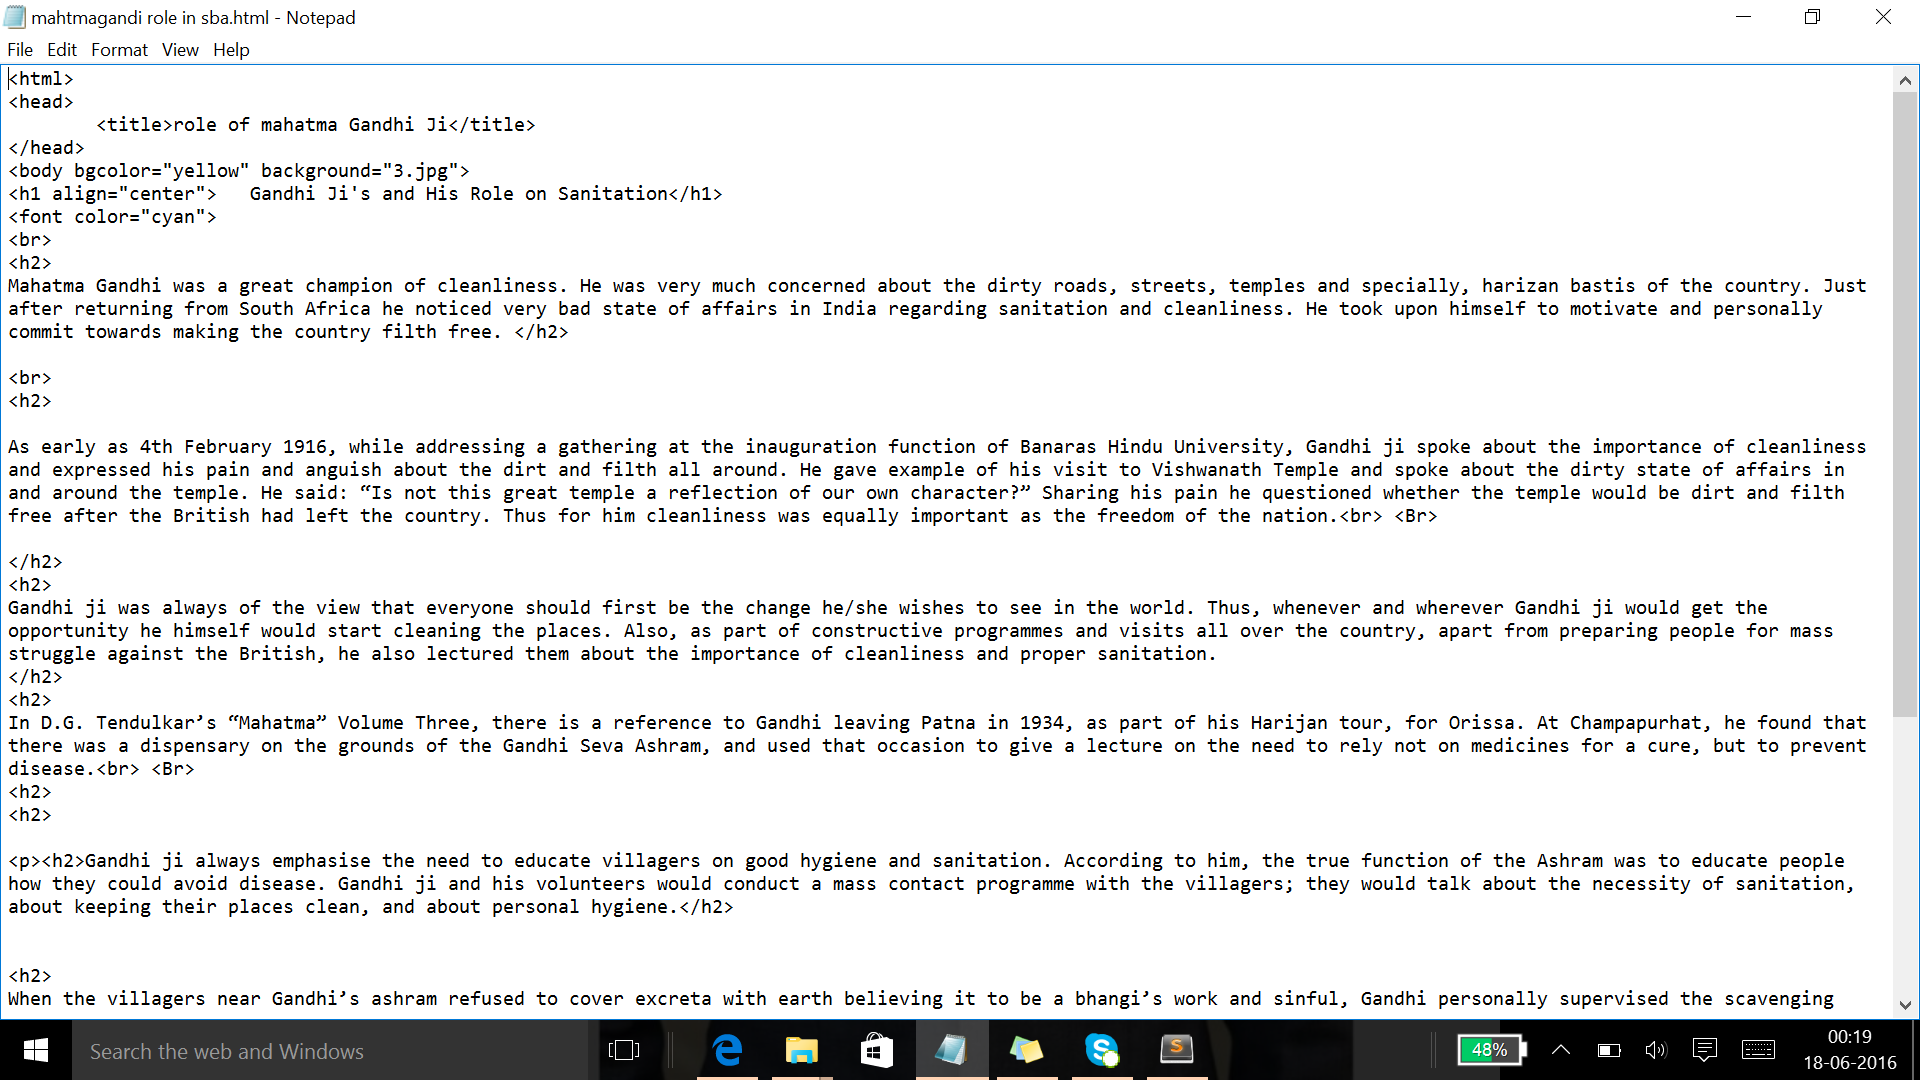 mahtmagandi role in sba.html - Notepad
File Edit Format View Help
<html>
<head>
        <title>role of mahatma Gandhi Ji</title>
</head>
<body bgcolor="yellow" background="3.jpg">
<h1 align="center">   Gandhi Ji's and His Role on Sanitation</h1>
<font color="cyan">
<br>
<h2>
Mahatma Gandhi was a great champion of cleanliness. He was very much concerned about the dirty roads, streets, temples and specially, harizan bastis of the country. Just
after returning from South Africa he noticed very bad state of affairs in India regarding sanitation and cleanliness. He took upon himself to motivate and personally
commit towards making the country filth free. </h2>
<br>
<h2>
As early as 4th February 1916, while addressing a gathering at the inauguration function of Banaras Hindu University, Gandhi ji spoke about the importance of cleanliness
and expressed his pain and anguish about the dirt and filth all around. He gave example of his visit to Vishwanath Temple and spoke about the dirty state of affairs in
and around the temple. He said: “Is not this great temple a reflection of our own character?” Sharing his pain he questioned whether the temple would be dirt and filth
free after the British had left the country. Thus for him cleanliness was equally important as the freedom of the nation.<br> <Br>
</h2>
<h2>
Gandhi ji was always of the view that everyone should first be the change he/she wishes to see in the world. Thus, whenever and wherever Gandhi ji would get the
opportunity he himself would start cleaning the places. Also, as part of constructive programmes and visits all over the country, apart from preparing people for mass
struggle against the British, he also lectured them about the importance of cleanliness and proper sanitation.
</h2>
<h2>
In D.G. Tendulkar’s “Mahatma” Volume Three, there is a reference to Gandhi leaving Patna in 1934, as part of his Harijan tour, for Orissa. At Champapurhat, he found that
there was a dispensary on the grounds of the Gandhi Seva Ashram, and used that occasion to give a lecture on the need to rely not on medicines for a cure, but to prevent
disease.<br> <Br>
<h2>
<h2>
<p><h2>Gandhi ji always emphasise the need to educate villagers on good hygiene and sanitation. According to him, the true function of the Ashram was to educate people
how they could avoid disease. Gandhi ji and his volunteers would conduct a mass contact programme with the villagers; they would talk about the necessity of sanitation,
about keeping their places clean, and about personal hygiene.</h2>
<h2>
When the villagers near Gandhi’s ashram refused to cover excreta with earth believing it to be a bhangi’s work and sinful, Gandhi personally supervised the scavenging
Search the web and Windows
S
S
48%
00:19
18-06-2016